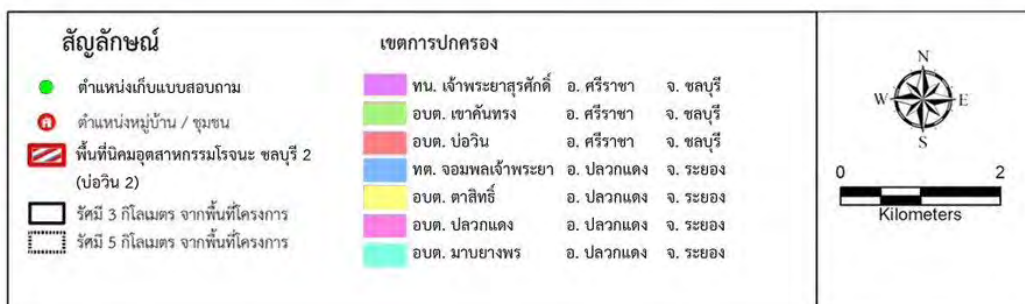 สัญลักษณ์
ตำแหน่งเก็บแบบสอบถาม
ตำแหน่งหมู่บ้าน / ชุมชน
พื้นที่นิคมอุตสาหกรรมโรจนะ ชลบุรี 2
(บ่อวิน 2)
รัศมี 3 กิโลเมตร จากพื้นที่โครงการ
รัศมี 5 กิโลเมตร จากพื้นที่โครงการ
เขตการปกครอง
ทน. เจ้าพระยาสุรศักดิ์ อ. ศรีราชา จ. ชลบุรี
อบต. เขาคันทรง อ. ศรีราชา จ. ชลบุรี
อบต. บ่อวิน อ. ศรีราชา จ. ชลบุรี
ทต. จอมพลเจ้าพระยา อ. ปลวกแดง จ. ระยอง
อบต. ตาสิทธิ์ อ. ปลวกแดง จ. ระยอง
อบต. ปลวกแดง อ. ปลวกแดง จ. ระยอง
อบต. มาบยางพร อ. ปลวกแดง จ. ระยอง
N
W E
S
0 2
Kilometers